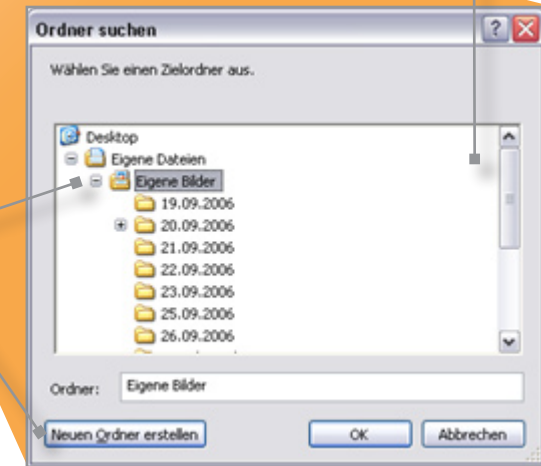 Ordner suchen
Wählen Sie einen Zielordner aus.
Desktop
Eigene Dateien
Eigene Bilder
19.09.2006
20.09.2006
21.09.2006
22.09.2006
23.09.2006
25.09.2006
26.09.2006
Ordner: Eigene Bilder
Neuen Ordner erstellen OK Abbrechen